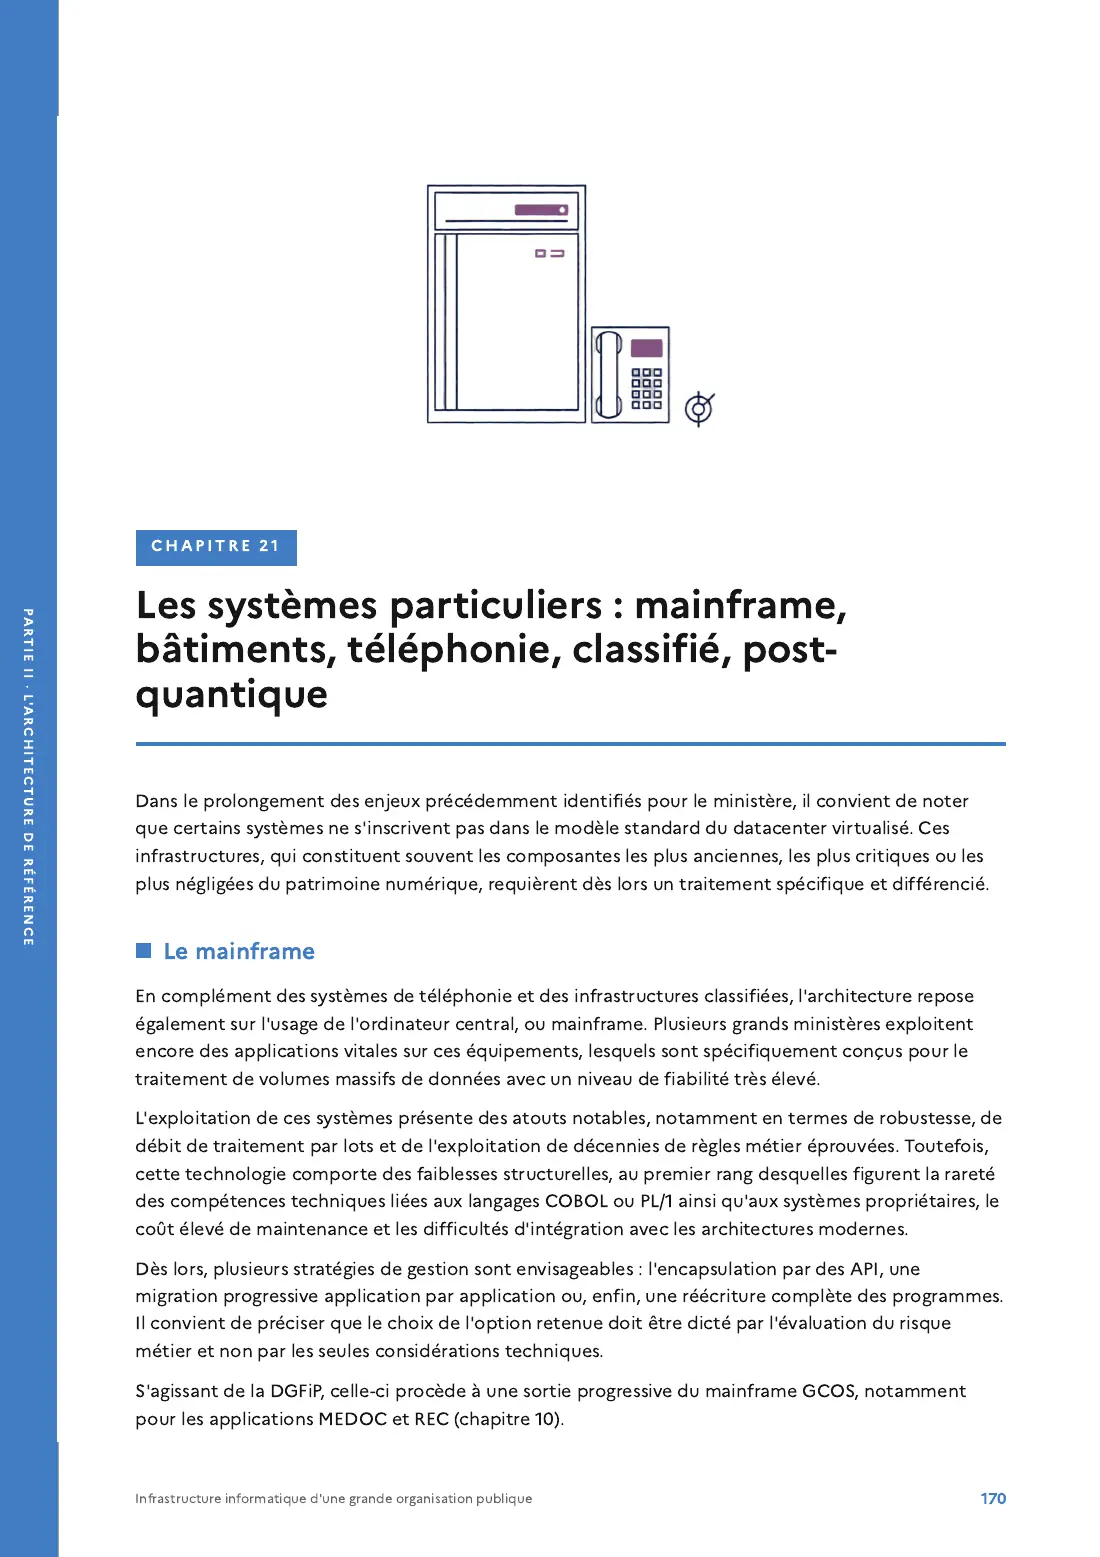 PARTIE II · L'ARCHITECTURE DE RÉFÉRENCE
CHAPITRE 21
Les systèmes particuliers : mainframe,
bâtiments, téléphonie, classifié, post-
quantique
Dans le prolongement des enjeux précédemment identifiés pour le ministère, il convient de noter
que certains systèmes ne s'inscrivent pas dans le modèle standard du datacenter virtualisé. Ces
infrastructures, qui constituent souvent les composantes les plus anciennes, les plus critiques ou les
plus négligées du patrimoine numérique, requièrent dès lors un traitement spécifique et différencié.
Le mainframe
En complément des systèmes de téléphonie et des infrastructures classifiées, l'architecture repose
également sur l'usage de l'ordinateur central, ou mainframe. Plusieurs grands ministères exploitent
encore des applications vitales sur ces équipements, lesquels sont spécifiquement conçus pour le
traitement de volumes massifs de données avec un niveau de fiabilité très élevé.
L'exploitation de ces systèmes présente des atouts notables, notamment en termes de robustesse, de
débit de traitement par lots et de l'exploitation de décennies de règles métier éprouvées. Toutefois,
cette technologie comporte des faiblesses structurelles, au premier rang desquelles figurent la rareté
des compétences techniques liées aux langages COBOL ou PL/1 ainsi qu'aux systèmes propriétaires, le
coût élevé de maintenance et les difficultés d'intégration avec les architectures modernes.
Dès lors, plusieurs stratégies de gestion sont envisageables : l'encapsulation par des API, une
migration progressive application par application ou, enfin, une réécriture complète des programmes.
Il convient de préciser que le choix de l'option retenue doit être dicté par l'évaluation du risque
métier et non par les seules considérations techniques.
S'agissant de la DGFiP, celle-ci procède à une sortie progressive du mainframe GCOS, notamment
pour les applications MEDOC et REC (chapitre 10).
Infrastructure informatique d'une grande organisation publique
170